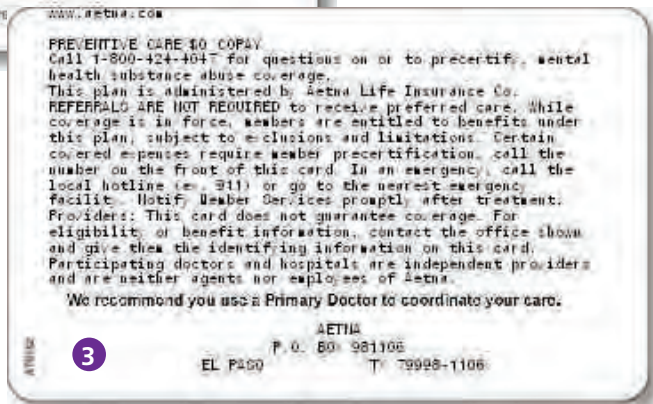 www.aetna.com
PREVENTIVE CARE $0 COPAY
Call 1-800-424-4047 for questions on or to precertify, mental
health substance abuse coverage.
This plan is administered by Aetna Life Insurance Co.
REFERRALS ARE NOT REQUIRED to receive preferred care. While
coverage is in force, members are entitled to benefits under
this plan, subject to exclusions and limitations. Certain
covered expenses require member precertification, call the
number on the front of this card. In an emergency, call the
local hotline (ex. 911) or go to the nearest emergency
facility. Notify Member Services promptly after treatment.
Providers: This card does not guarantee coverage. For
eligibility or benefit information, contact the office shown
and give them the identifying information on this card.
Participating doctors and hospitals are independent providers
and are neither agents nor employees of Aetna.
We recommend you use a Primary Doctor to coordinate your care.
AETNA
P.O. BOX 981106
EL PASO TX 79998-1106
3